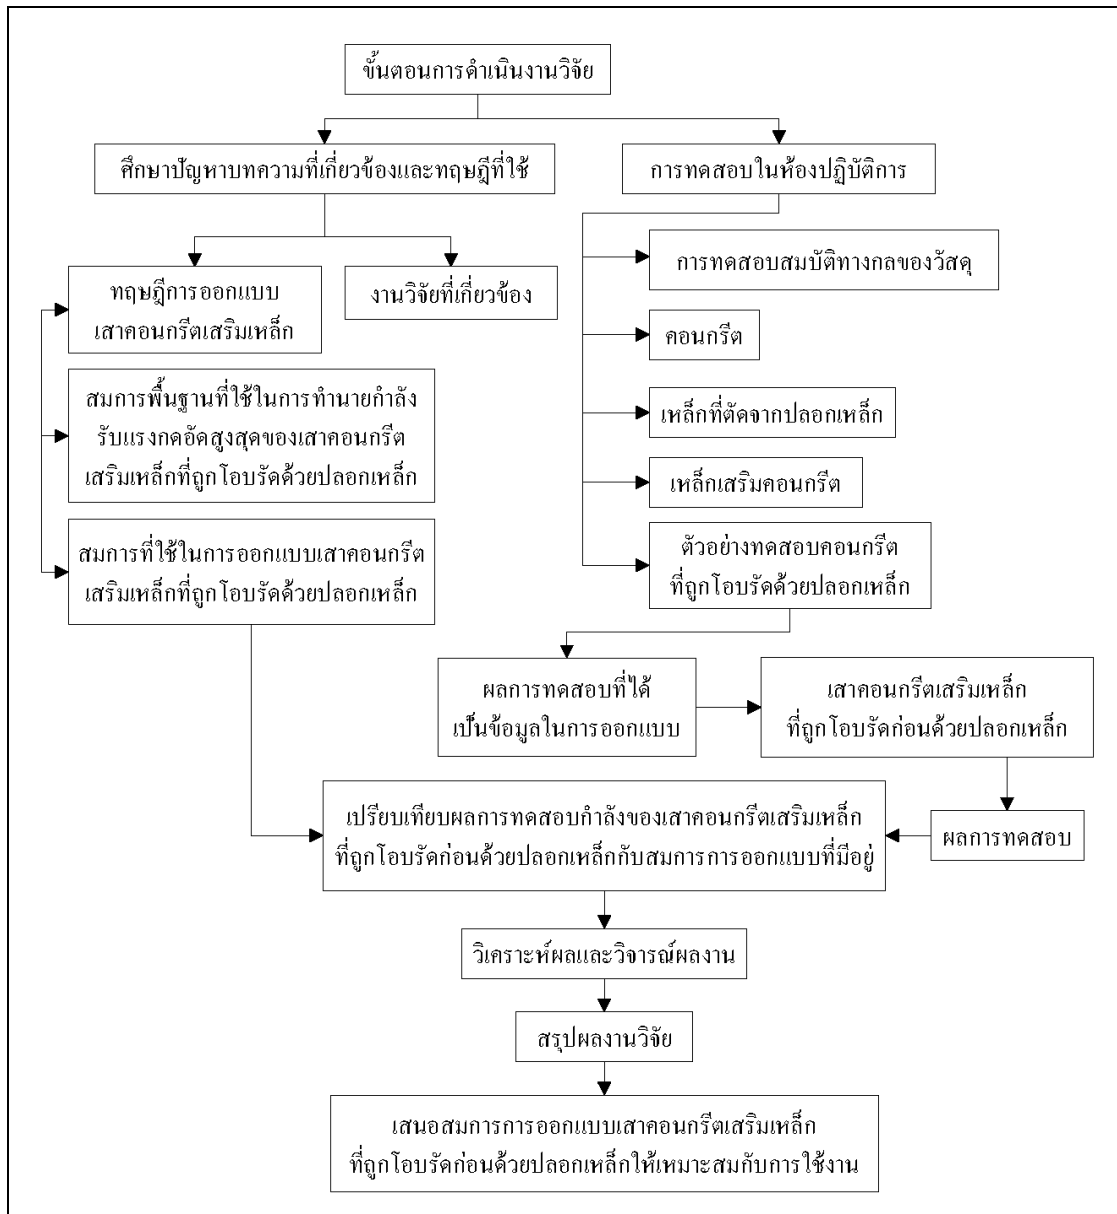 ขั้นตอนการดำเนินงานวิจัย
ศึกษาปัญหาบทความที่เกี่ยวข้องและทฤษฎีที่ใช้
การทดสอบในห้องปฏิบัติการ
ทฤษฎีการออกแบบ
เสาคอนกรีตเสริมเหล็ก
งานวิจัยที่เกี่ยวข้อง
สมการพื้นฐานที่ใช้ในการทำนายกำลัง
รับแรงกดอัดสูงสุดของเสาคอนกรีต
เสริมเหล็กที่ถูกโอบรัดด้วยปลอกเหล็ก
สมการที่ใช้ในการออกแบบเสาคอนกรีต
เสริมเหล็กที่ถูกโอบรัดด้วยปลอกเหล็ก
การทดสอบสมบัติทางกลของวัสดุ
คอนกรีต
เหล็กที่ตัดจากปลอกเหล็ก
เหล็กเสริมคอนกรีต
ตัวอย่างทดสอบคอนกรีต
ที่ถูกโอบรัดด้วยปลอกเหล็ก
ผลการทดสอบที่ได้
เป็นข้อมูลในการออกแบบ
เสาคอนกรีตเสริมเหล็ก
ที่ถูกโอบรัดก่อนด้วยปลอกเหล็ก
ผลการทดสอบ
เปรียบเทียบผลการทดสอบกำลังของเสาคอนกรีตเสริมเหล็ก
ที่ถูกโอบรัดก่อนด้วยปลอกเหล็กกับสมการการออกแบบที่มีอยู่
วิเคราะห์ผลและวิจารณ์ผลงาน
สรุปผลงานวิจัย
เสนอสมการการออกแบบเสาคอนกรีตเสริมเหล็ก
ที่ถูกโอบรัดก่อนด้วยปลอกเหล็กให้เหมาะสมกับการใช้งาน